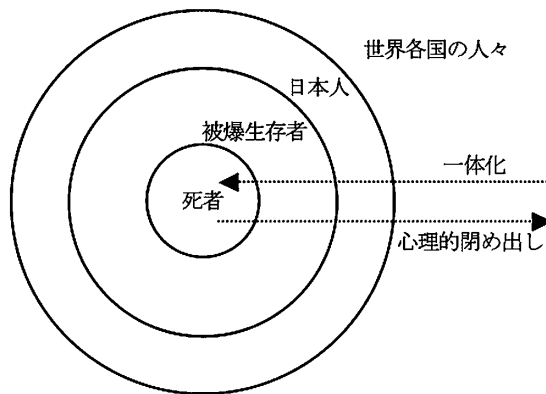 世界各国の人々
日本人
被爆生存者
一体化
死者
心理的閉め出し